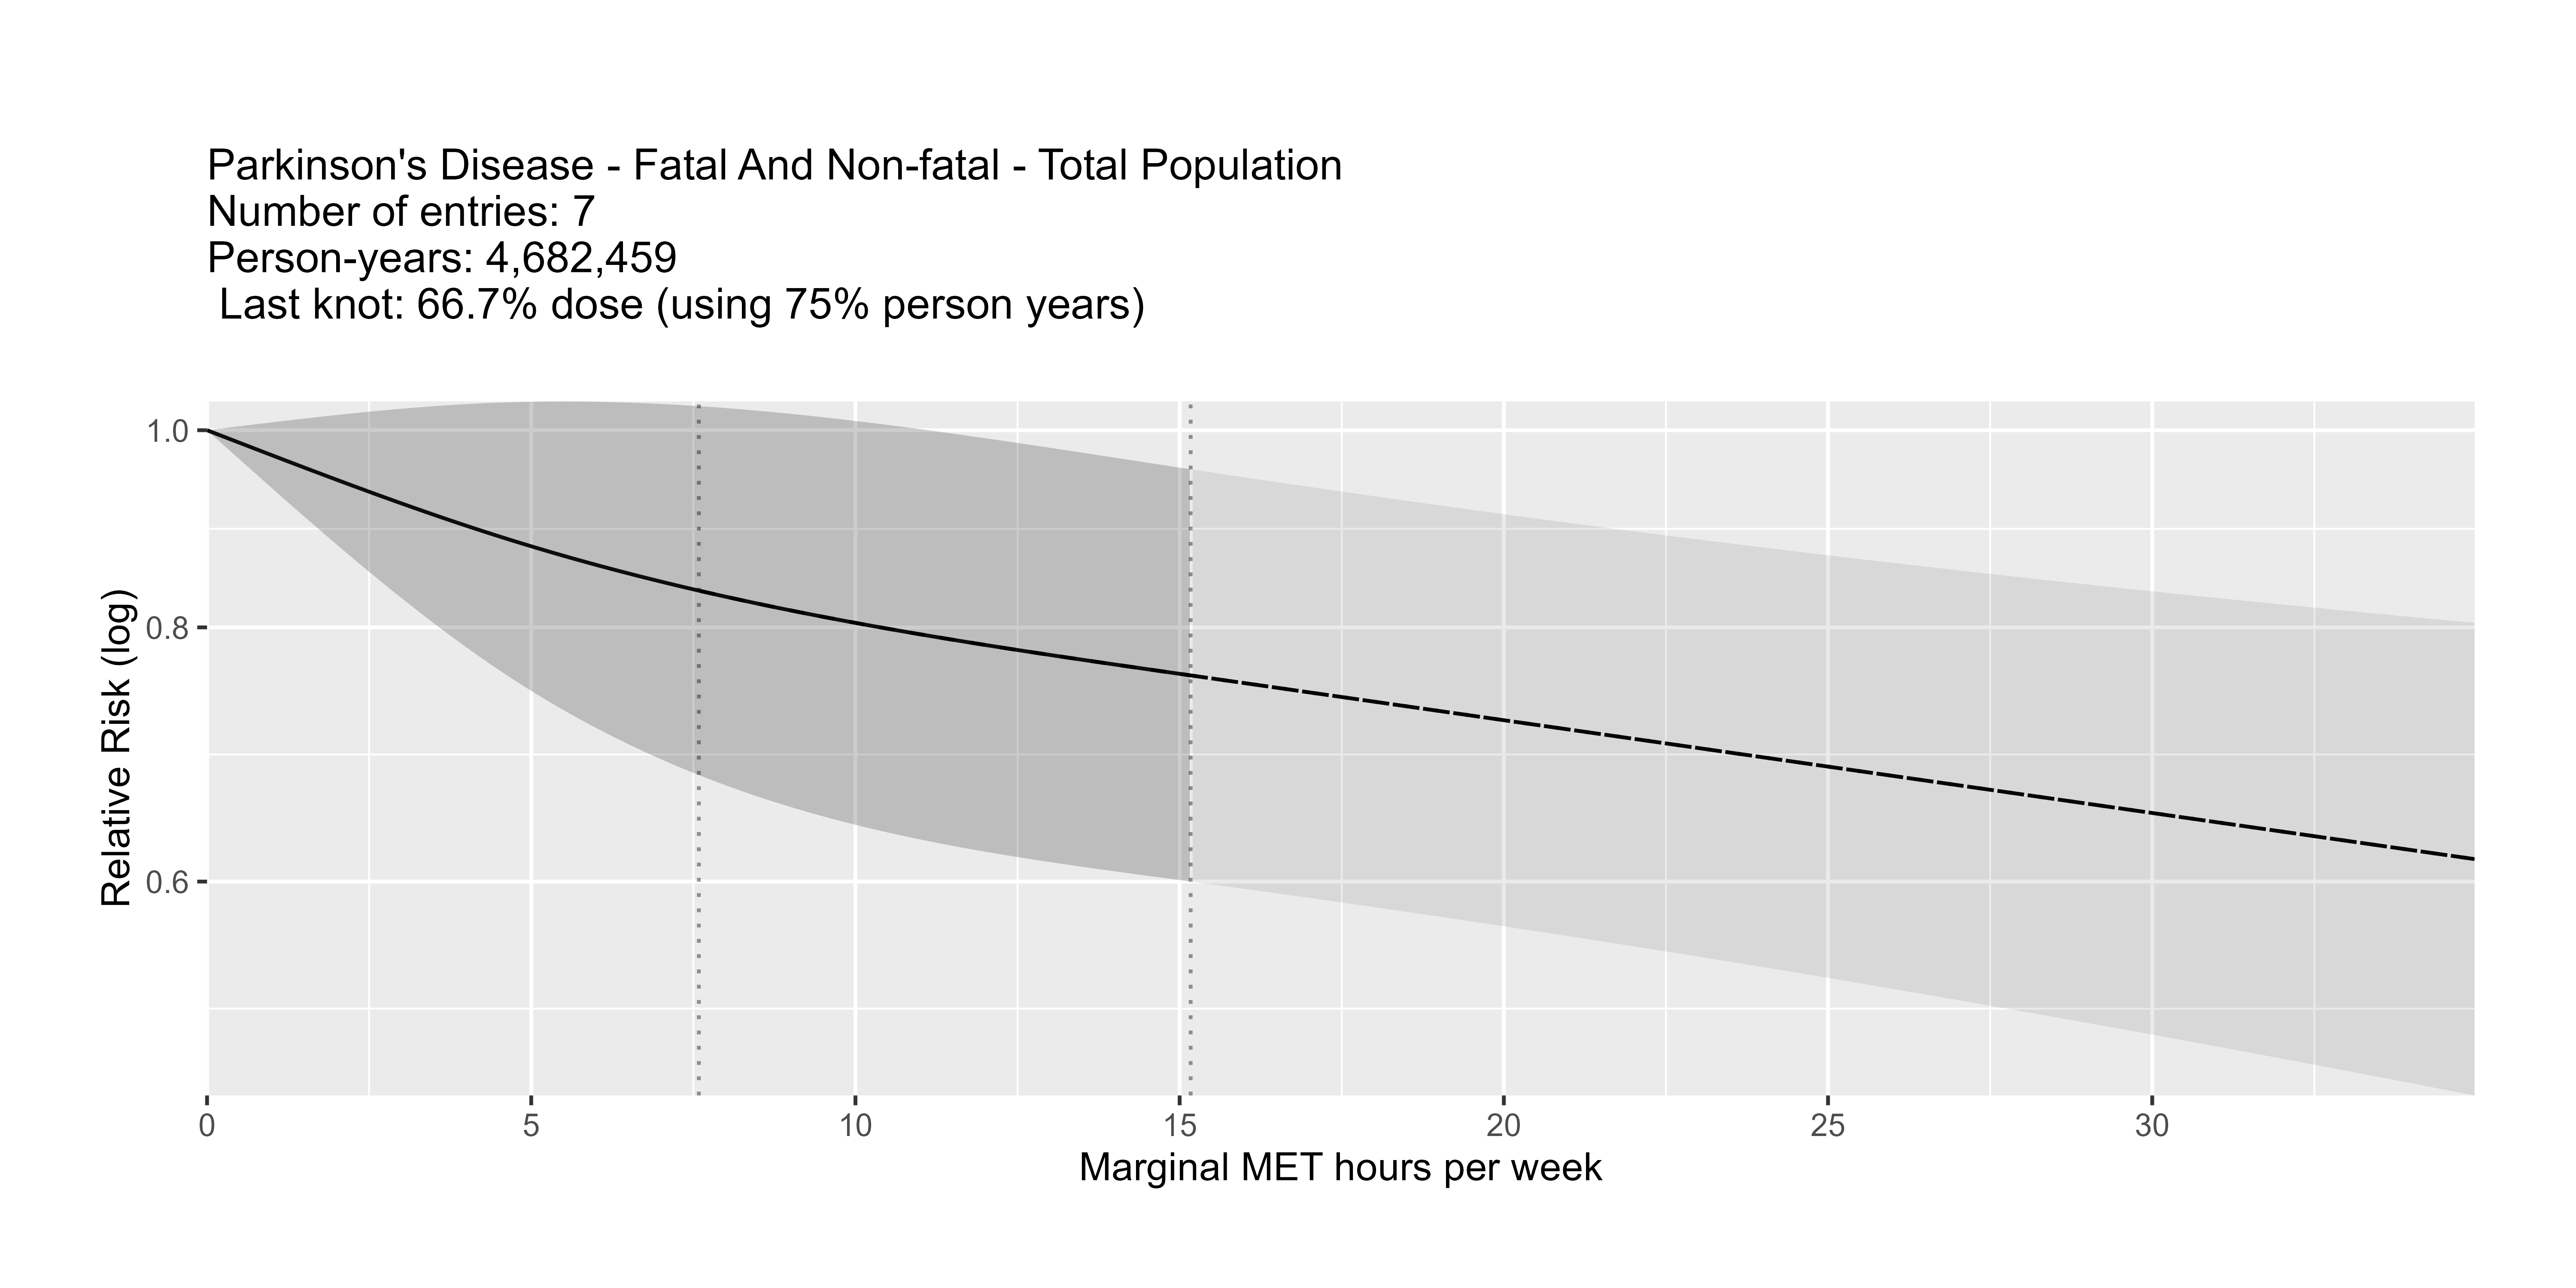 Parkinson's Disease - Fatal And Non-fatal - Total Population
Number of entries: 7
Person-years: 4,682,459
Last knot: 66.7% dose (using 75% person years)
Relative Risk (log)
1.0
0.8
0.6
0 5 10 15 20 25 30
Marginal MET hours per week